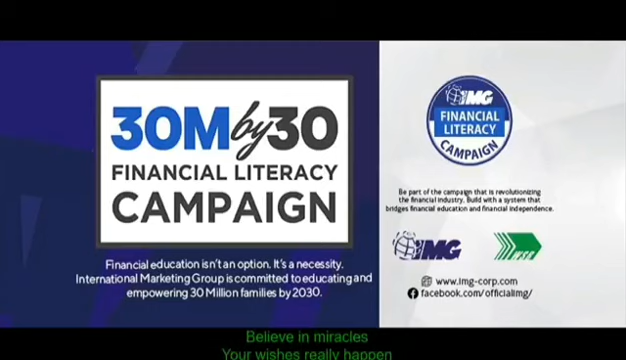 30M by 30
FINANCIAL LITERACY
CAMPAIGN
Financial education isn't an option. It's a necessity.
International Marketing Group is committed to educating and
empowering 30 Million families by 2030.
IMG
FINANCIAL
LITERACY
CAMPAIGN
Be part of the campaign that is revolutionizing
the financial industry. Build with a system that
bridges financial education and financial independence.
IMG
www.img-corp.com
facebook.com/officialimg/
Believe in miracles
Your wishes really happen